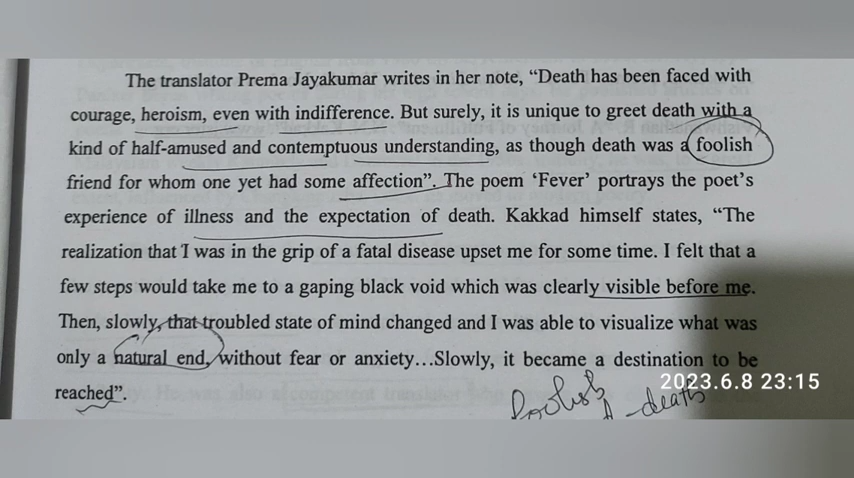 The translator Prema Jayakumar writes in her note, “Death has been faced with
courage, heroism, even with indifference. But surely, it is unique to greet death with a
kind of half-amused and contemptuous understanding, as though death was a foolish
friend for whom one yet had some affection”. The poem ‘Fever’ portrays the poet’s
experience of illness and the expectation of death. Kakkad himself states, “The
realization that I was in the grip of a fatal disease upset me for some time. I felt that a
few steps would take me to a gaping black void which was clearly visible before me.
Then, slowly, that troubled state of mind changed and I was able to visualize what was
only a natural end, without fear or anxiety…Slowly, it became a destination to be
reached”.
2023.6.8 23:15
foolish
-death